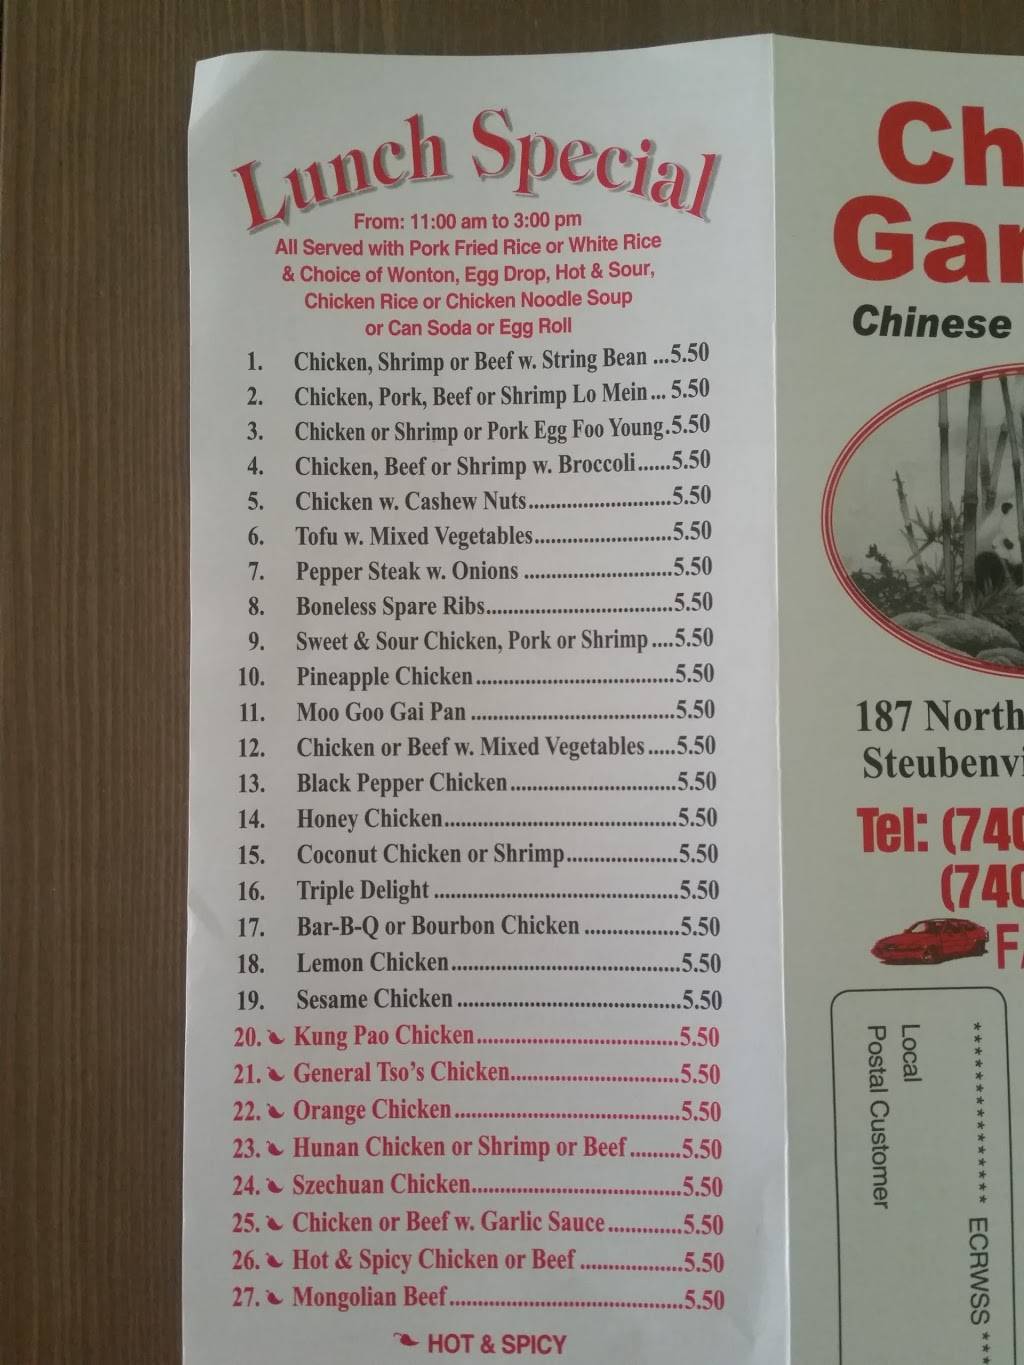 Lunch Special
From: 11:00 am to 3:00 pm
All Served with Pork Fried Rice or White Rice
& Choice of Wonton, Egg Drop, Hot & Sour,
Chicken Rice or Chicken Noodle Soup
or Can Soda or Egg Roll
1. Chicken, Shrimp or Beef w. String Bean ...5.50
2. Chicken, Pork, Beef or Shrimp Lo Mein... 5.50
3. Chicken or Shrimp or Pork Egg Foo Young.5.50
4. Chicken, Beef or Shrimp w. Broccoli......5.50
5. Chicken w. Cashew Nuts..........................5.50
6. Tofu w. Mixed Vegetables.........................5.50
7. Pepper Steak w. Onions ...........................5.50
8. Boneless Spare Ribs..................................5.50
9. Sweet & Sour Chicken, Pork or Shrimp ....5.50
10. Pineapple Chicken....................................5.50
11. Moo Goo Gai Pan .....................................5.50
12. Chicken or Beef w. Mixed Vegetables .....5.50
13. Black Pepper Chicken..............................5.50
14. Honey Chicken..........................................5.50
15. Coconut Chicken or Shrimp....................5.50
16. Triple Delight ............................................5.50
17. Bar-B-Q or Bourbon Chicken .................5.50
18. Lemon Chicken.........................................5.50
19. Sesame Chicken ........................................5.50
20. Kung Pao Chicken....................................5.50
21. General Tso's Chicken..............................5.50
22. Orange Chicken........................................5.50
23. Hunan Chicken or Shrimp or Beef.........5.50
24. Szechuan Chicken.....................................5.50
25. Chicken or Beef w. Garlic Sauce.............5.50
26. Hot & Spicy Chicken or Beef ..................5.50
27. Mongolian Beef.........................................5.50
HOT & SPICY
Ch
Gar
Chinese
187 North
Steubenvi
Tel: (740
(740
FA
Local
Postal Customer
**************** ECRWSS ***